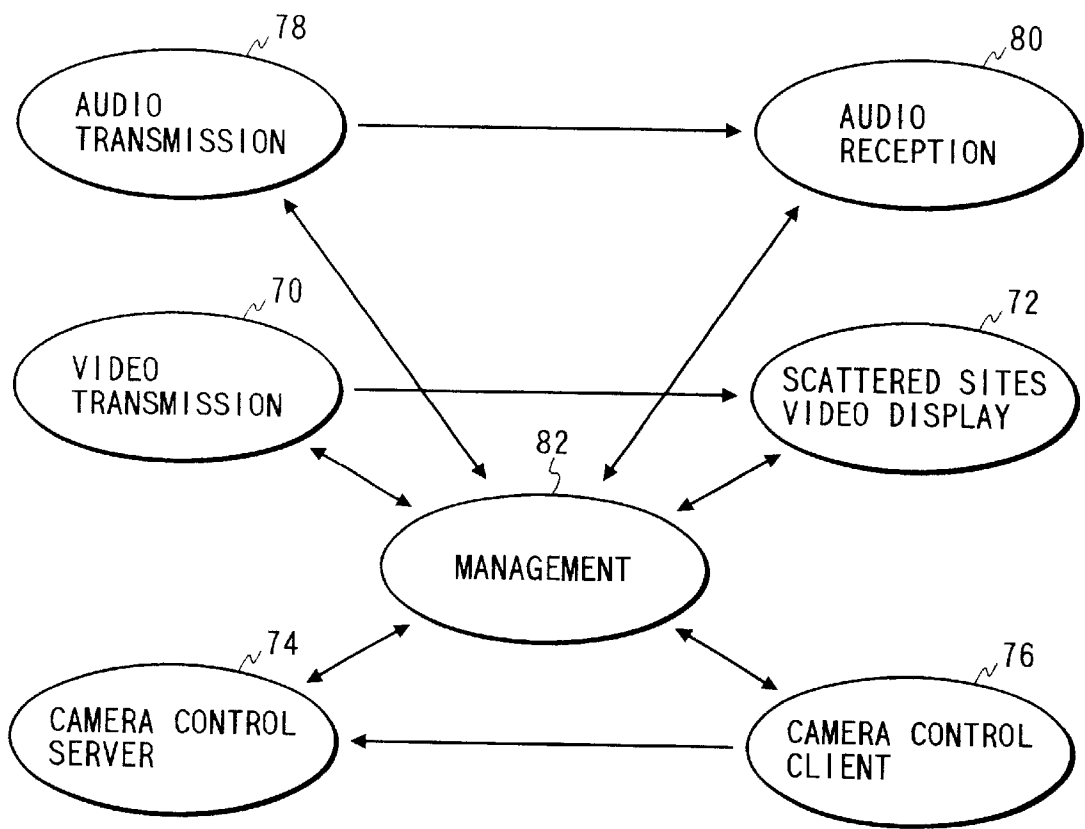 78
AUDIO
TRANSMISSION
80
AUDIO
RECEPTION
70
VIDEO
TRANSMISSION
72
SCATTERED SITES
VIDEO DISPLAY
82
MANAGEMENT
74
CAMERA CONTROL
SERVER
76
CAMERA CONTROL
CLIENT